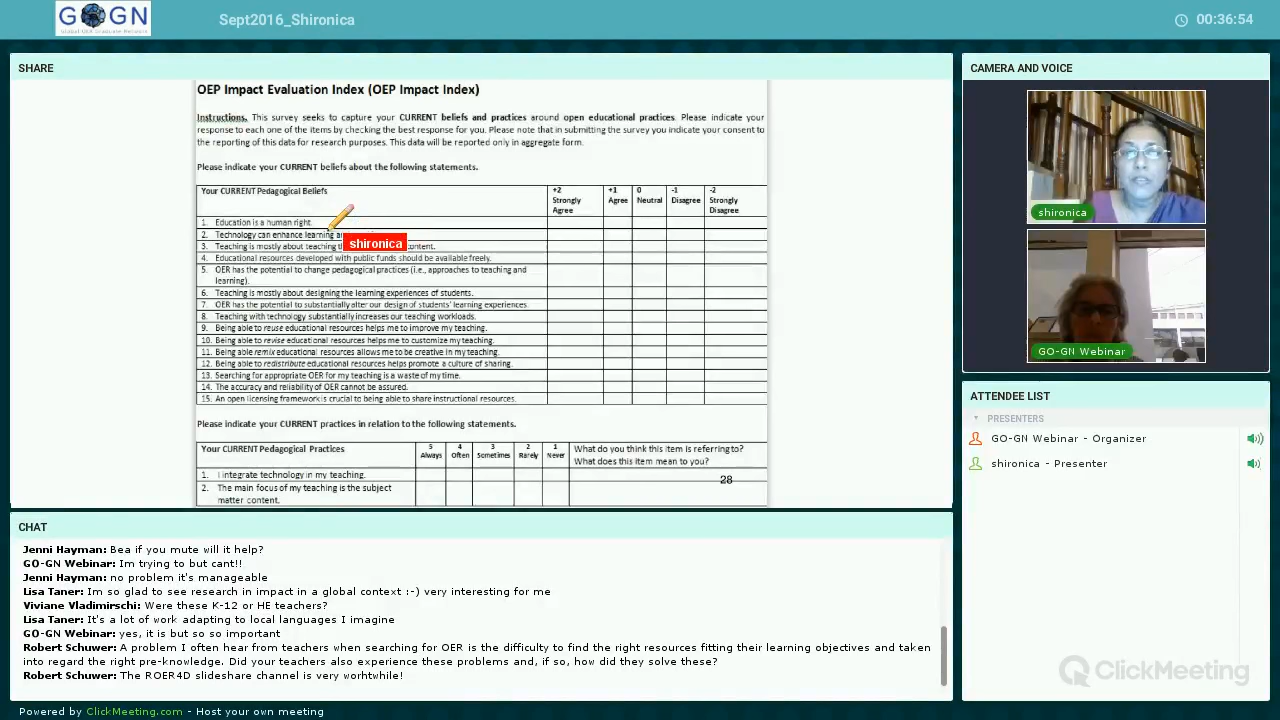 GO GN
Global OER Graduate Network
Sept2016_Shironica
00:36:54
SHARE
OEP Impact Evaluation Index (OEP Impact Index)
Instructions. This survey seeks to capture your CURRENT beliefs and practices around open educational practices. Please indicate your
response to each one of the items by checking the best response for you. Please note that in submitting the survey you indicate your consent to
the reporting of this data for research purposes. This data will be reported only in aggregate form.
Please indicate your CURRENT beliefs about the following statements.
Your CURRENT Pedagogical Beliefs
+2 Strongly Agree
+1 Agree
0 Neutral
-1 Disagree
-2 Strongly Disagree
1. Education is a human right.
2. Technology can enhance learning
3. Teaching is mostly about teaching content.
shironica
4. Educational resources developed with public funds should be available freely.
5. OER has the potential to change pedagogical practices (i.e., approaches to teaching and
learning).
6. Teaching is mostly about designing the learning experiences of students.
7. OER has the potential to substantially alter our design of students' learning experiences.
8. Teaching with technology substantially increases our teaching workloads.
9. Being able to reuse educational resources helps me to improve my teaching.
10. Being able to revise educational resources helps me to customize my teaching.
11. Being able remix educational resources allows me to be creative in my teaching.
12. Being able to redistribute educational resources helps promote a culture of sharing.
13. Searching for appropriate OER for my teaching is a waste of my time.
14. The accuracy and reliability of OER cannot be assured.
15. An open licensing framework is crucial to being able to share instructional resources.
Please indicate your CURRENT practices in relation to the following statements.
Your CURRENT Pedagogical Practices
5 Always
4 Often
3 Sometimes
2 Rarely
1 Never
What do you think this item is referring to?
What does this item mean to you?
1. I integrate technology in my teaching.
2. The main focus of my teaching is the subject
matter content.
28
CAMERA AND VOICE
shironica
GO-GN Webinar
ATTENDEE LIST
PRESENTERS
GO-GN Webinar - Organizer
shironica - Presenter
CHAT
Jenni Hayman: Bea if you mute will it help?
GO-GN Webinar: Im trying to but cant!!
Jenni Hayman: no problem it's manageable
Lisa Taner: Im so glad to see research in impact in a global context :-) very interesting for me
Viviane Vladimirschi: Were these K-12 or HE teachers?
Lisa Taner: It's a lot of work adapting to local languages I imagine
GO-GN Webinar: yes, it is but so so important
Robert Schuwer: A problem I often hear from teachers when searching for OER is the difficulty to find the right resources fitting their learning objectives and taken
into regard the right pre-knowledge. Did your teachers also experience these problems and, if so, how did they solve these?
Robert Schuwer: The ROER4D slideshare channel is very worhtwhile!
ClickMeeting
Powered by ClickMeeting.com - Host your own meeting